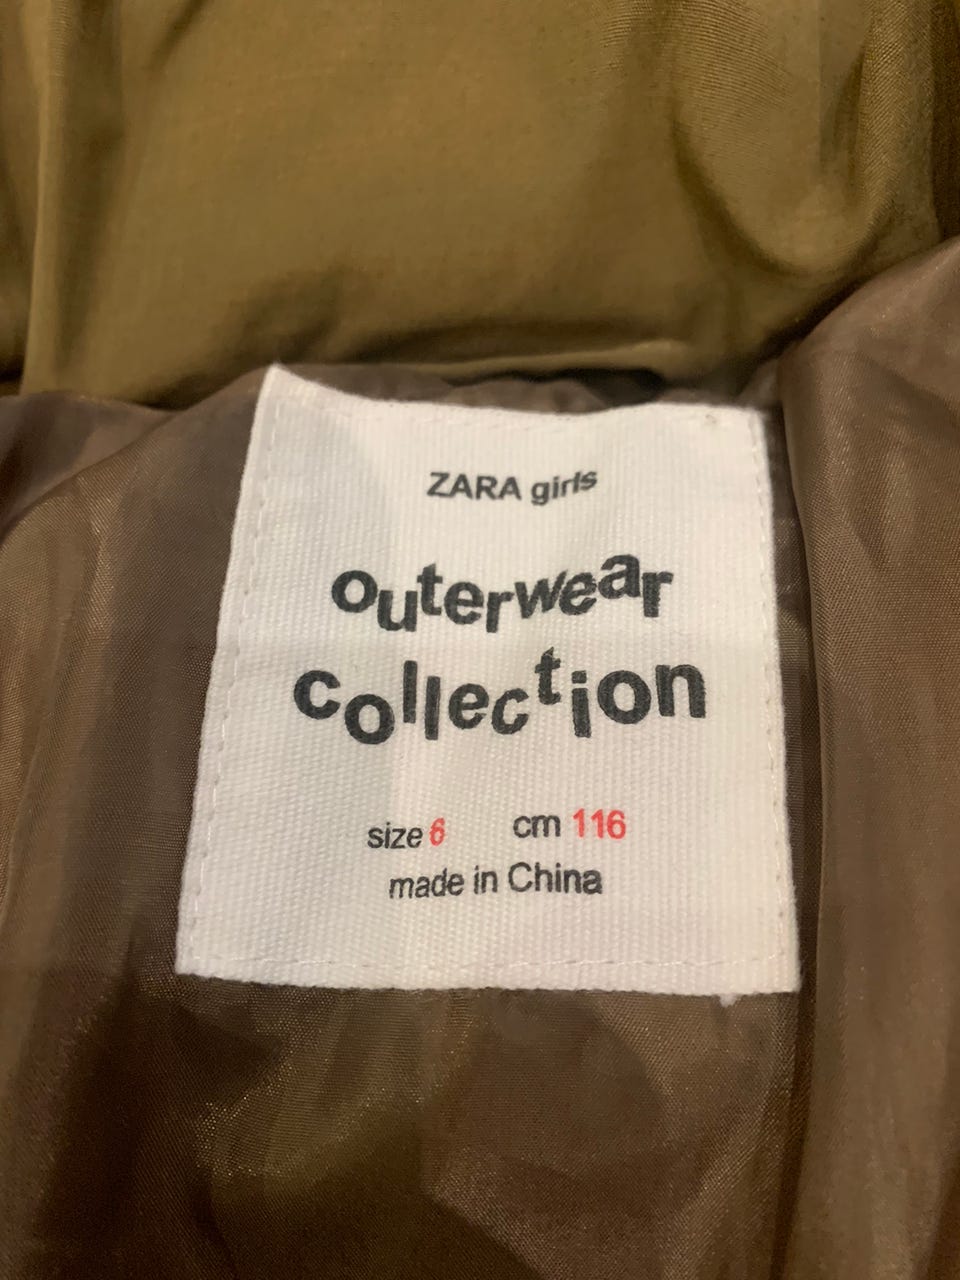 ZARA girls
outerwear
collection
size 6 cm 116
made in China